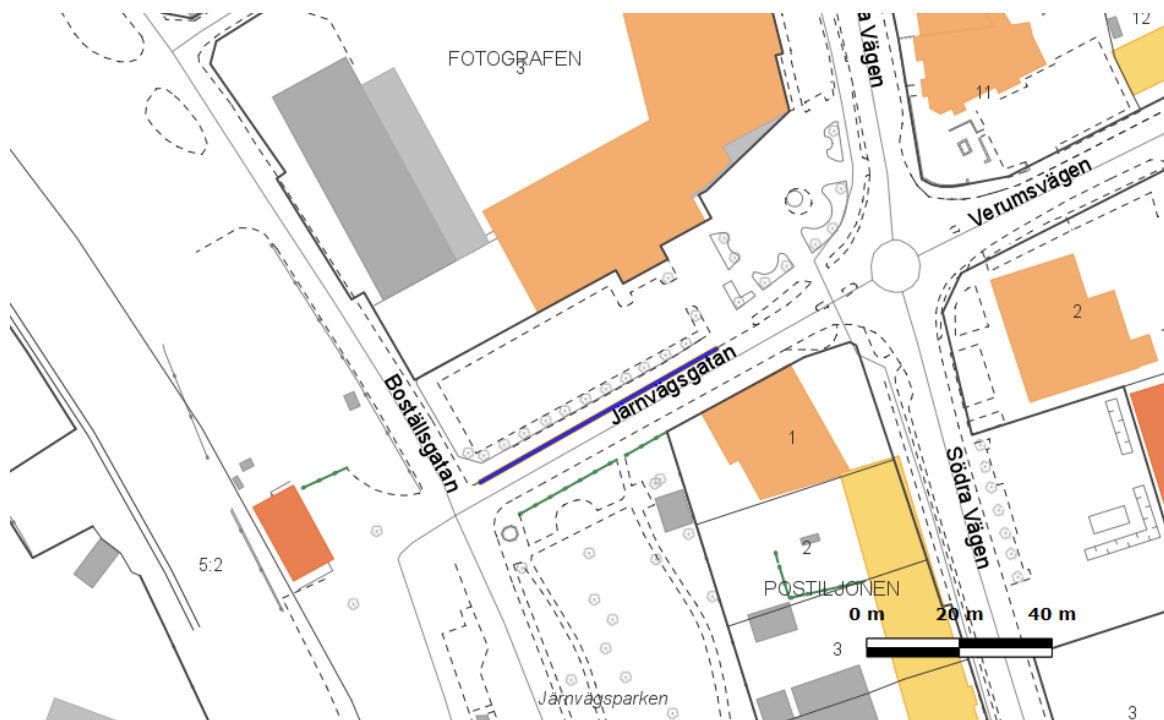 12
FOTOGRAFEN
3
a Vägen
11
Verumsvägen
2
Boställsgatan
Järnvägsgatan
1
Södra Vägen
5:2
2
POSTILJONEN
0 m 20 m 40 m
3
Järnvägsparken
3